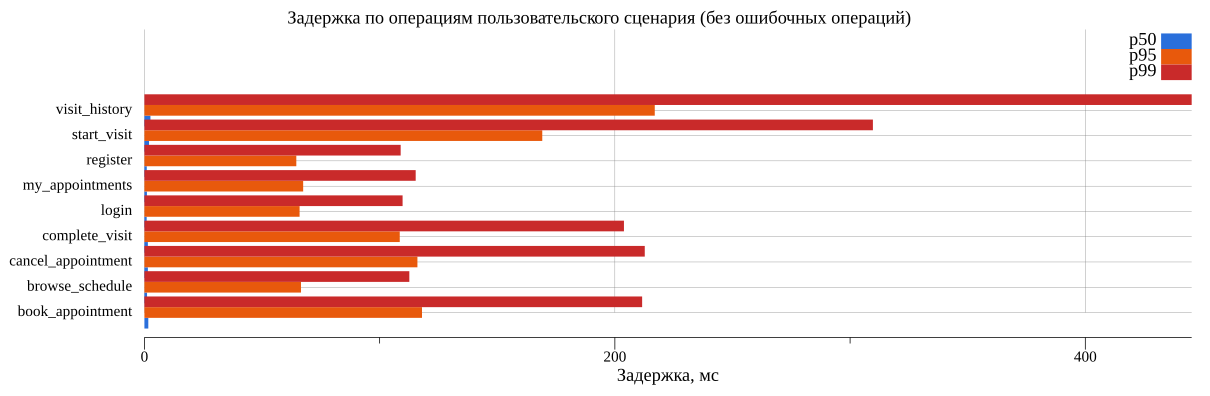 Задержка по операциям пользовательского сценария (без ошибочных операций)
p50
p95
p99
visit_history
start_visit
register
my_appointments
login
complete_visit
cancel_appointment
browse_schedule
book_appointment
0
200
400
Задержка, мс